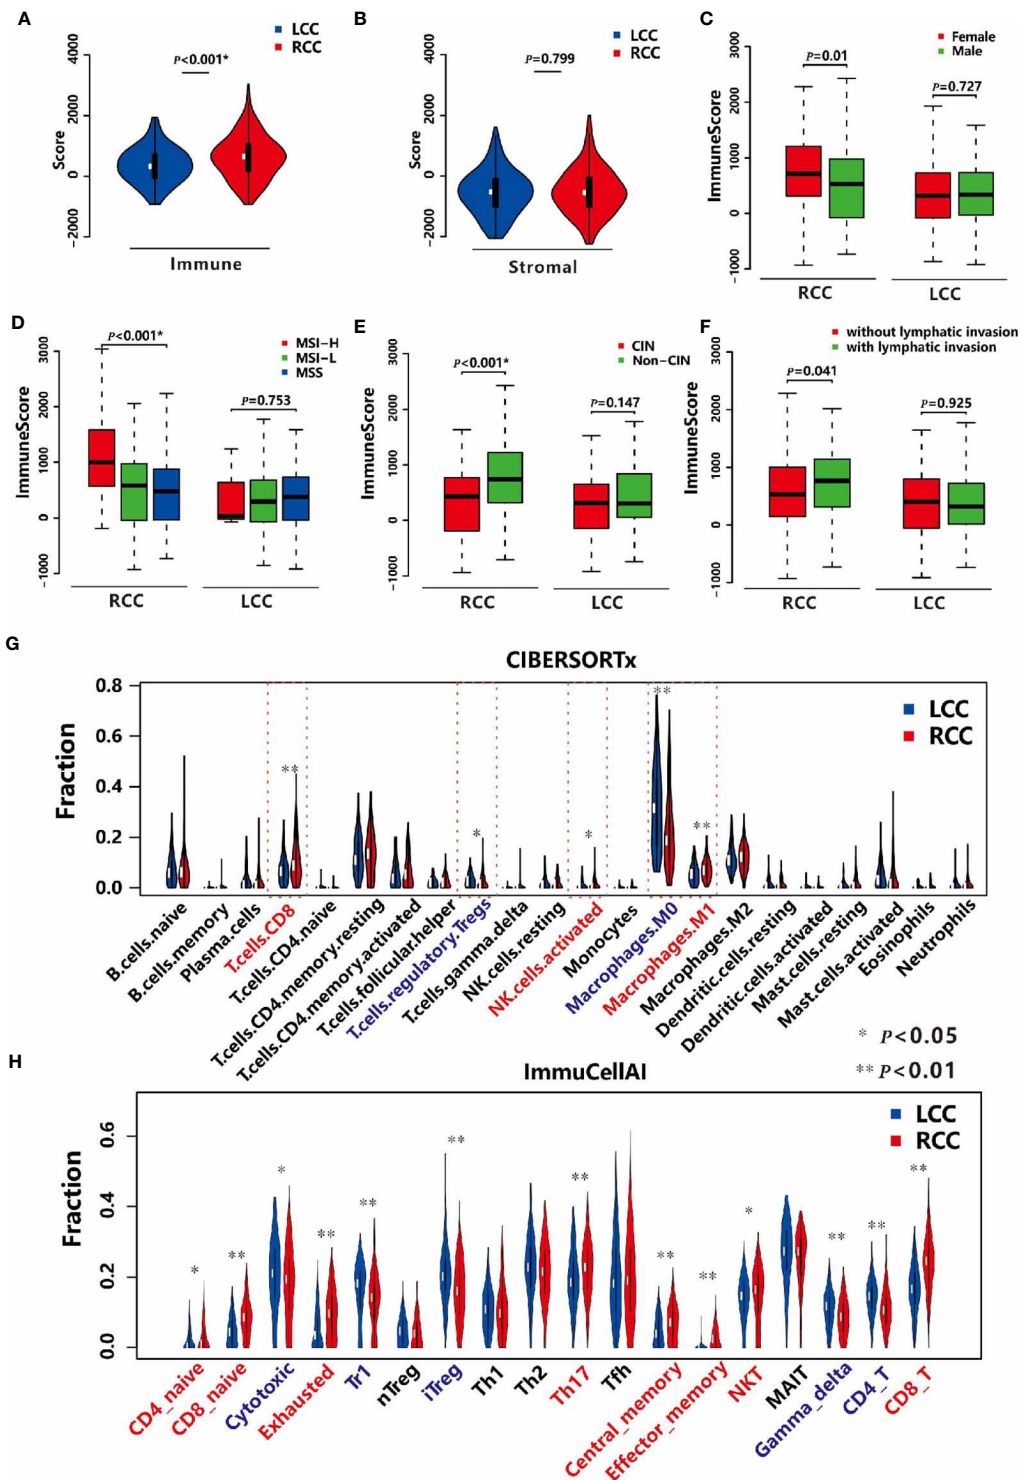 A
B
C
LCC
RCC
P<0.001*
Score
4000
2000
0
−2000
Immune
LCC
RCC
P=0.799
Score
4000
2000
0
−2000
Stromal
Female
Male
P=0.01
P=0.727
ImmuneScore
3000
1000
0
−1000
RCC
LCC
D
E
F
MSI−H
MSI−L
MSS
P<0.001*
P=0.753
ImmuneScore
3000
2000
1000
0
−1000
RCC
LCC
CIN
Non−CIN
P<0.001*
P=0.147
ImmuneScore
3000
1000
0
−1000
RCC
LCC
without lymphatic invasion
with lymphatic invasion
P=0.041
P=0.925
ImmuneScore
3000
1000
0
−1000
RCC
LCC
G
CIBERSORTx
LCC
RCC
Fraction
0.8
0.6
0.4
0.2
0.0
**
*
*
**
**
B.cells.naive
B.cells.memory
Plasma.cells
T.cells.CD8
T.cells.CD4.naive
T.cells.CD4.memory.resting
T.cells.CD4.memory.activated
T.cells.follicular.helper
T.cells.regulatory.Tregs
T.cells.gamma.delta
NK.cells.resting
NK.cells.activated
Monocytes
Macrophages.M0
Macrophages.M1
Macrophages.M2
Dendritic.cells.resting
Dendritic.cells.activated
Mast.cells.resting
Mast.cells.activated
Eosinophils
Neutrophils
* P<0.05
** P<0.01
H
ImmuCellAI
LCC
RCC
Fraction
0.6
0.4
0.2
0.0
*
**
*
**
**
**
**
**
**
*
**
**
**
CD4_naive
CD8_naive
Cytotoxic
Exhausted
Tr1
nTreg
iTreg
Th1
Th2
Th17
Tfh
Central_memory
Effector_memory
NKT
MAIT
Gamma_delta
CD4_T
CD8_T